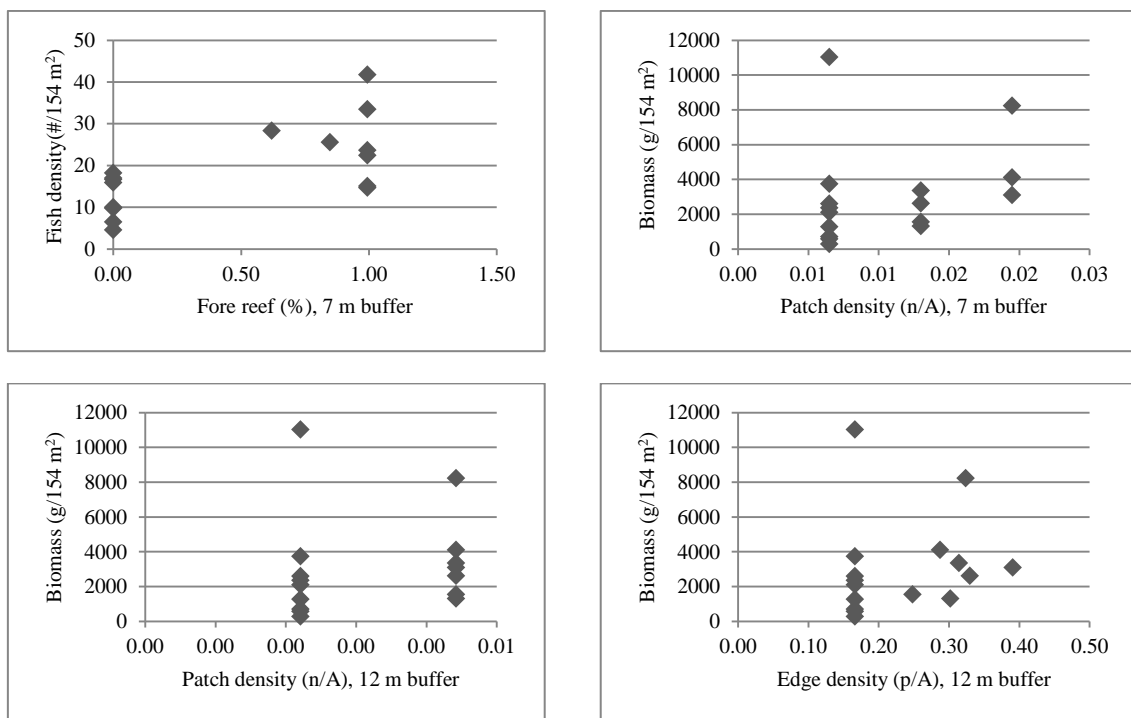 Fish density(#/154 m²)
50
40
30
20
10
0
0.00 0.50 1.00 1.50
Fore reef (%), 7 m buffer
Biomass (g/154 m²)
12000
10000
8000
6000
4000
2000
0
0.00 0.01 0.01 0.02 0.02 0.03
Patch density (n/A), 7 m buffer
Biomass (g/154 m²)
12000
10000
8000
6000
4000
2000
0
0.00 0.00 0.00 0.00 0.00 0.01
Patch density (n/A), 12 m buffer
Biomass (g/154 m²)
12000
10000
8000
6000
4000
2000
0
0.00 0.10 0.20 0.30 0.40 0.50
Edge density (p/A), 12 m buffer